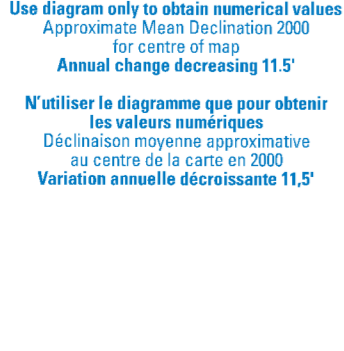 Use diagram only to obtain numerical values
Approximate Mean Declination 2000
for centre of map
Annual change decreasing 11.5'
N'utiliser le diagramme que pour obtenir
les valeurs numériques
Déclinaison moyenne approximative
au centre de la carte en 2000
Variation annuelle décroissante 11,5'